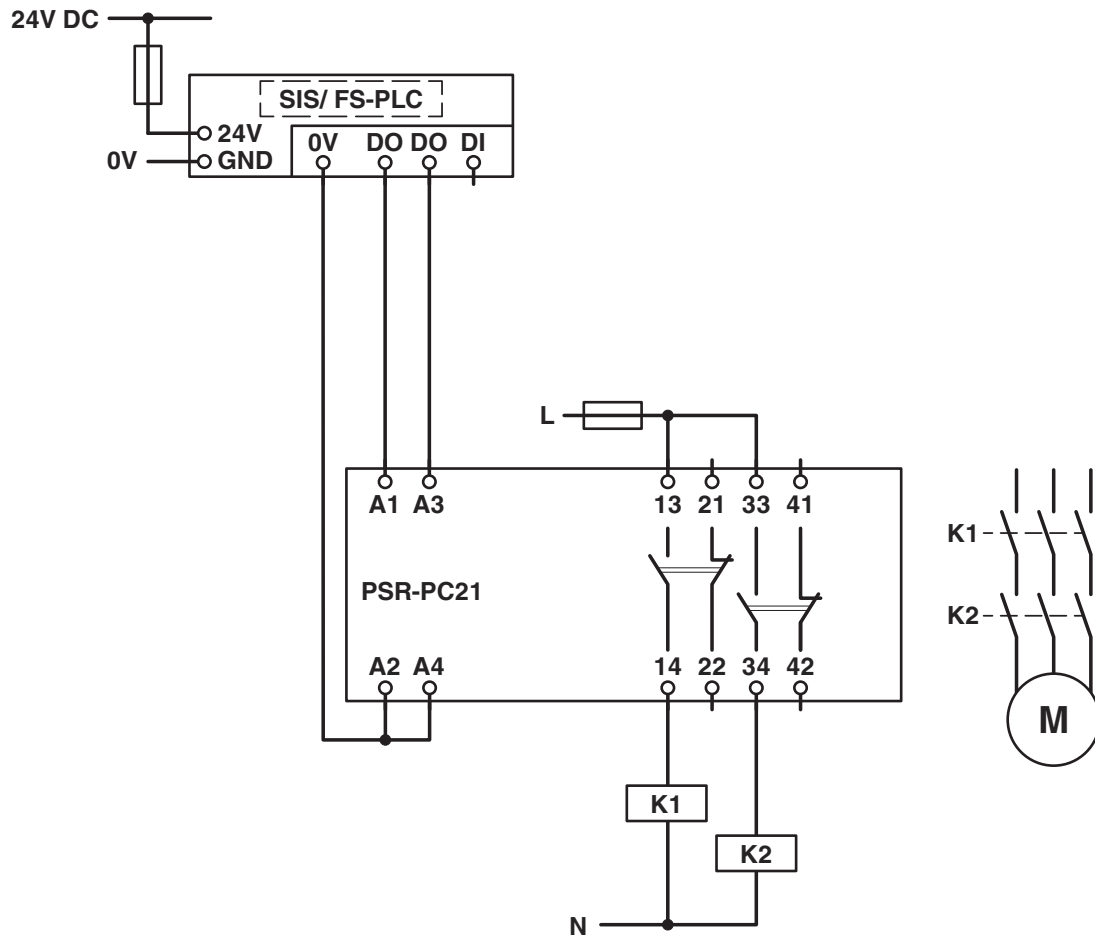 24V DC
SIS/ FS-PLC
24V
0V DO DO DI
0V
GND
L
A1 A3
13 21 33 41
K1
PSR-PC21
K2
A2 A4
14 22 34 42
M
K1
K2
N